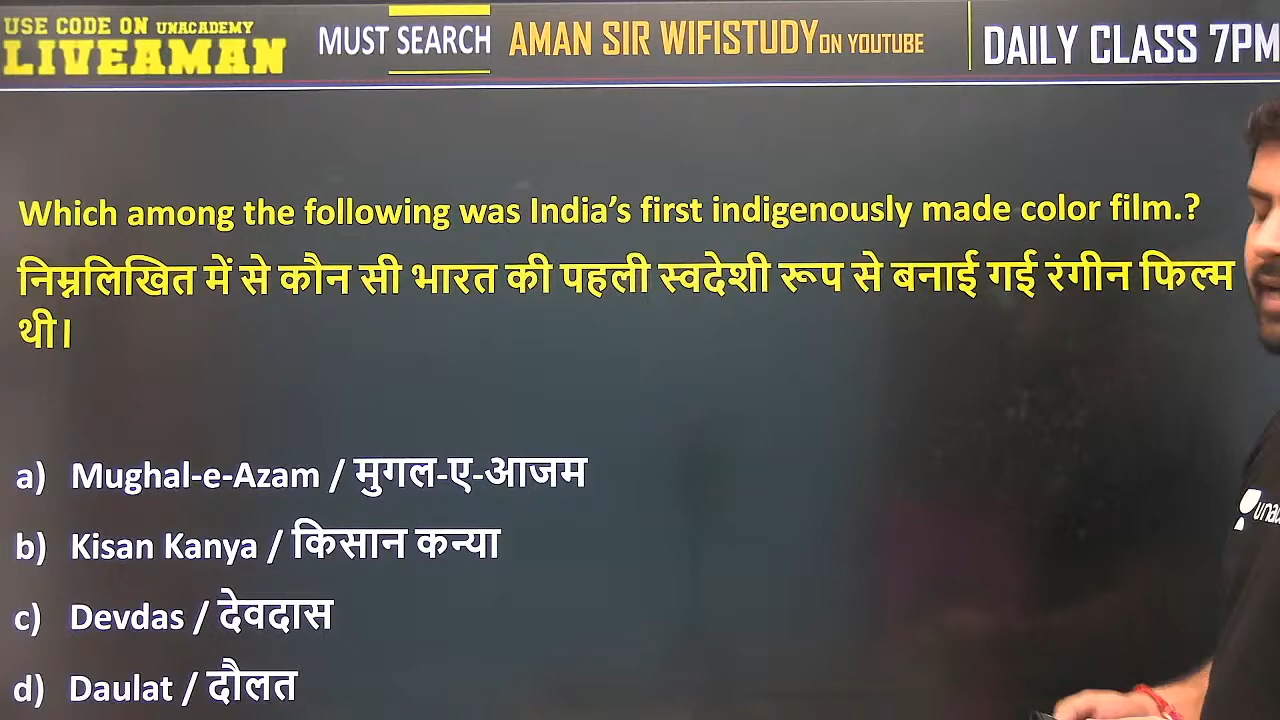 USE CODE ON UNACADEMY
LIVEAMAN
MUST SEARCH AMAN SIR WIFISTUDY ON YOUTUBE
DAILY CLASS 7PM
Which among the following was India's first indigenously made color film.?
निम्नलिखित में से कौन सी भारत की पहली स्वदेशी रूप से बनाई गई रंगीन फिल्म
थी।
a) Mughal-e-Azam / मुगल-ए-आजम
b) Kisan Kanya / किसान कन्या
c) Devdas / देवदास
d) Daulat / दौलत